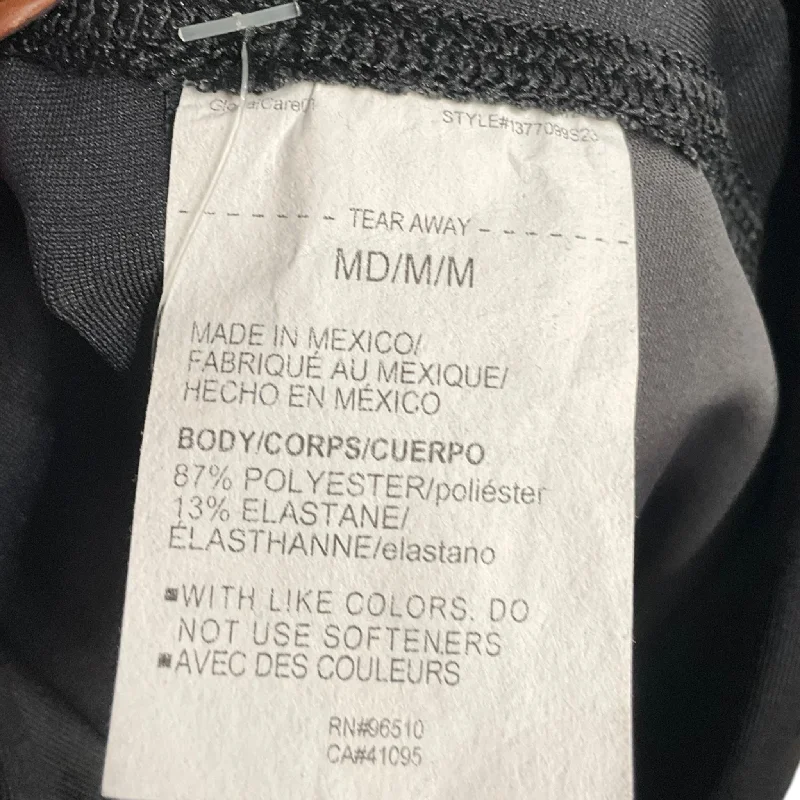 STYLE#1377099S23
- - - - - - - TEAR AWAY - - - - - - -
MD/M/M
MADE IN MEXICO/
FABRIQUÉ AU MEXIQUE/
HECHO EN MÉXICO
BODY/CORPS/CUERPO
87% POLYESTER/poliéster
13% ELASTANE/
ÉLASTHANNE/elastano
▪WITH LIKE COLORS. DO
NOT USE SOFTENERS
▪AVEC DES COULEURS
RN#96510
CA#41095